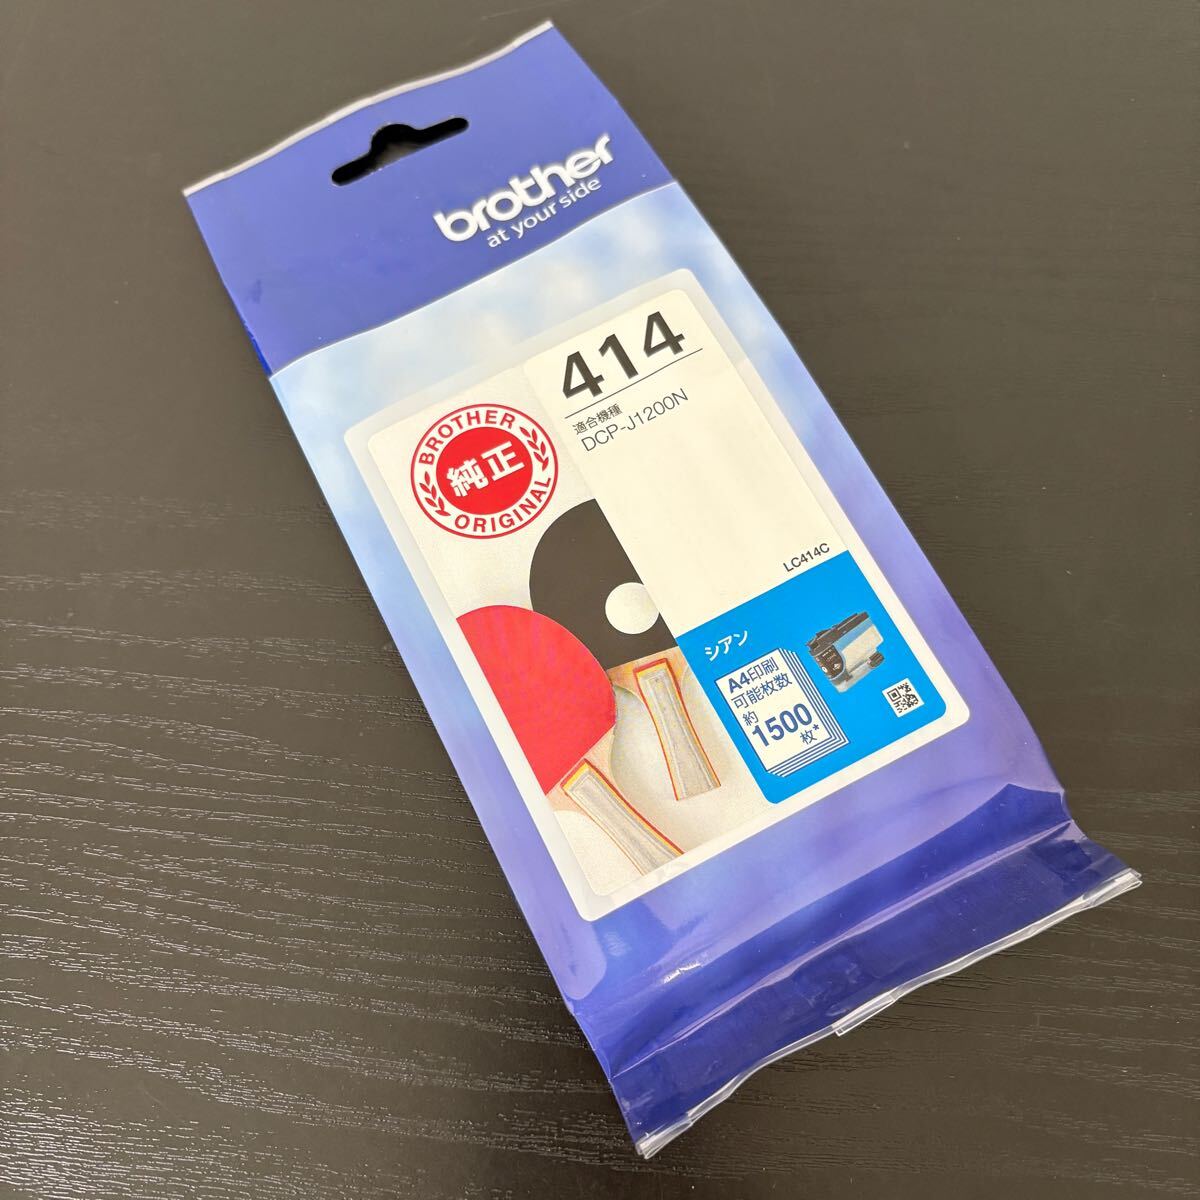 brother
at your side
414
適合機種
DCP-J1200N
BROTHER
純正
ORIGINAL
LC414C
シアン
A4印刷
可能枚数
約
1500
枚*